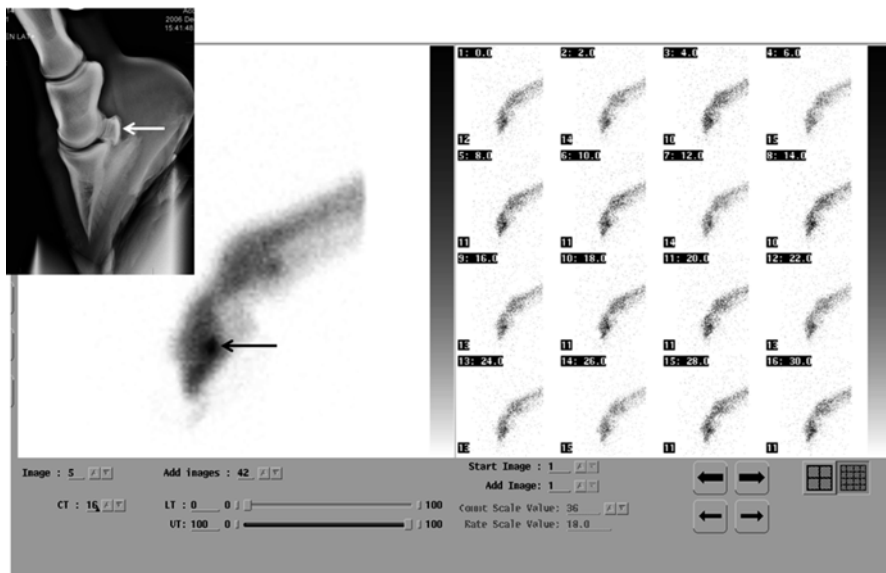 2006 De
15:41:48
EN LAT
1: 0.0 2: 2.0 3: 4.0 4: 6.0
12 14 10 15
5: 8.0 6: 10.0 7: 12.0 8: 14.0
11 11 14 10
9: 16.0 10: 18.0 11: 20.0 12: 22.0
13 11 11 13
13: 24.0 14: 26.0 15: 28.0 16: 30.0
13 15 11 11
Image : 5 Add images : 42 Start Image : 1
Add Image: 1
CT : 16 LT : 0 0 100 Count Scale Value: 36
UT: 100 0 100 Rate Scale Value: 18.0